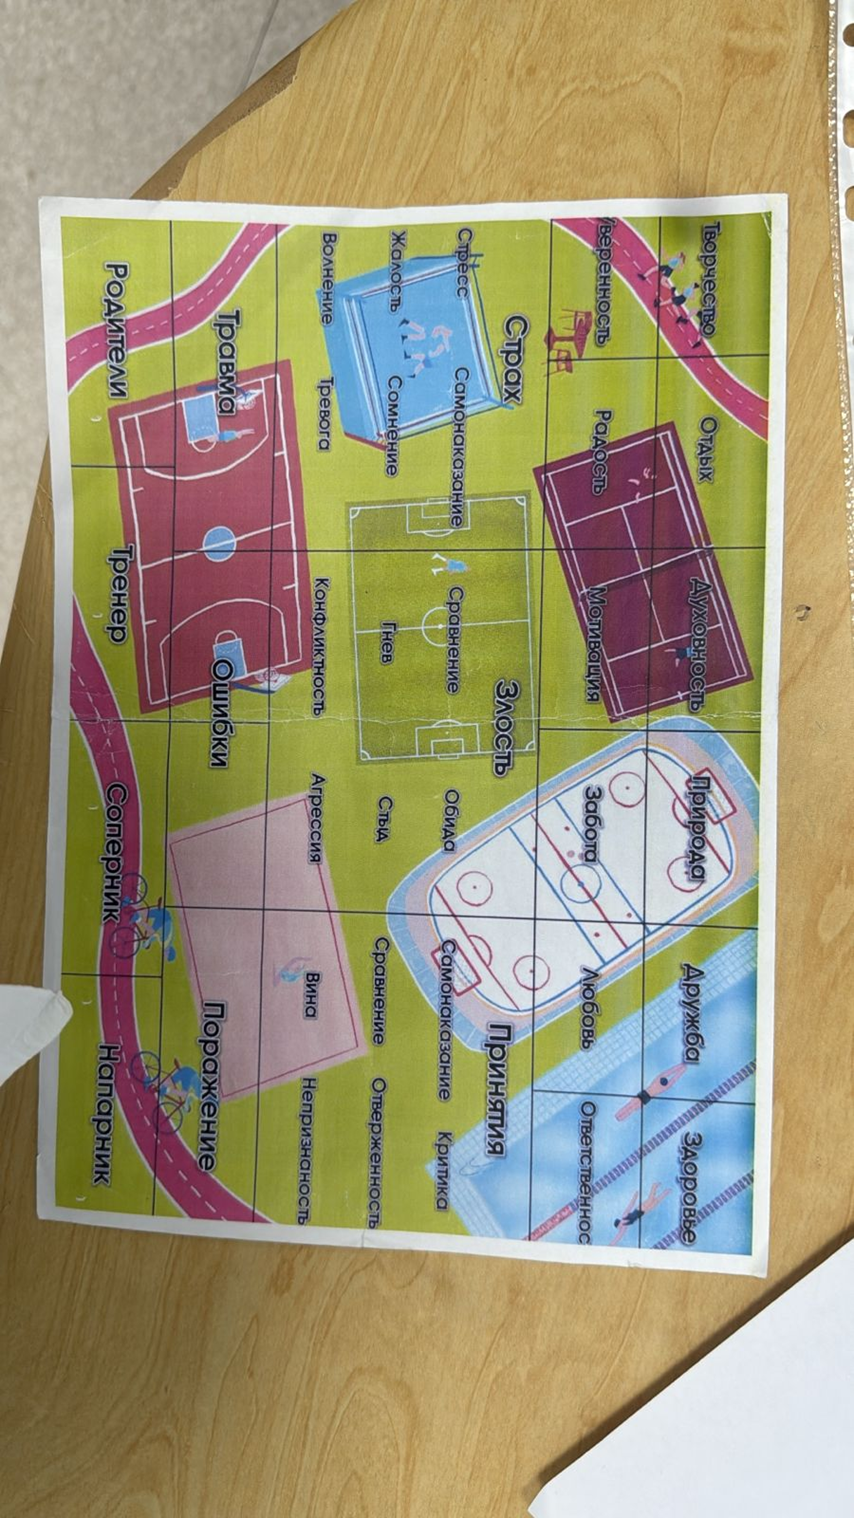 Творчество Отдых Духовность Природа Дружба Здоровье
Уверенность Радость Мотивация Забота Любовь Ответственнос
Страх Злость Принятия
Стресс Самонаказание Сравнение Обида Самонаказание Критика
Жалость Сомнение Гнев Стыд Сравнение Отверженность
Волнение Тревога Конфликтность Агрессия Вина Непризнаность
Травма Ошибки Поражение
Родители Тренер Соперник Напарник